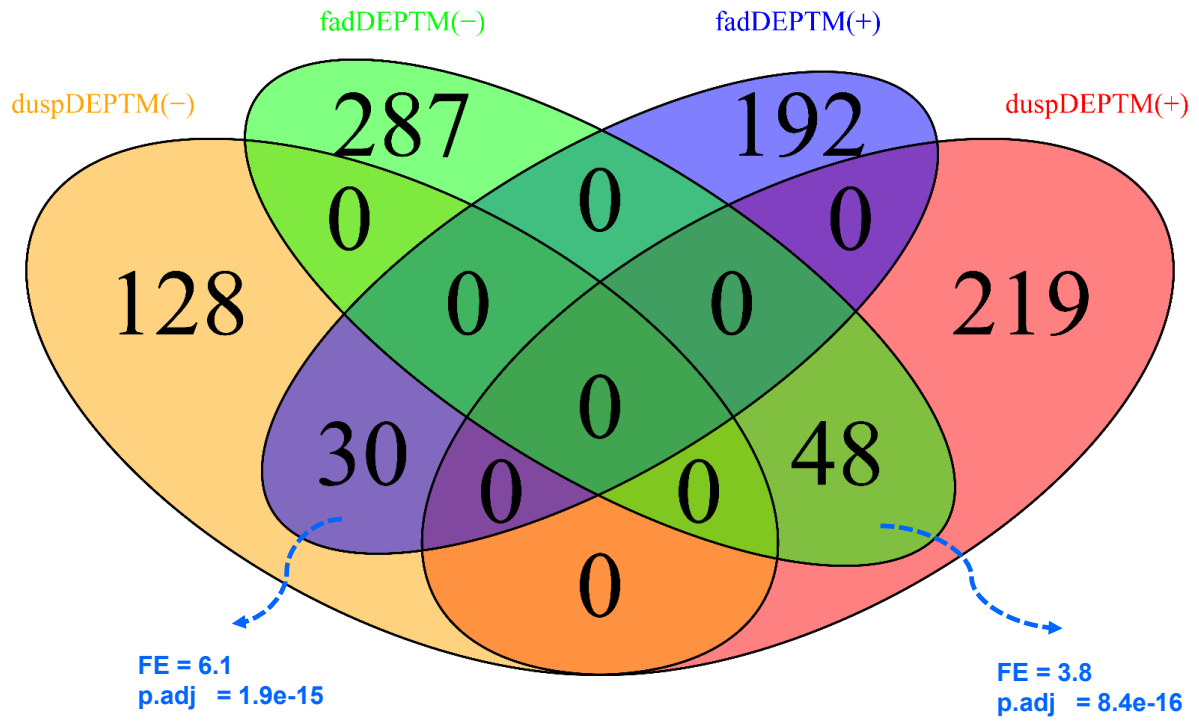 fadDEPTM(−)
fadDEPTM(+)
duspDEPTM(−)
duspDEPTM(+)
287
192
0
0
0
128
0
0
219
0
30
48
0
0
0
FE = 6.1
p.adj = 1.9e-15
FE = 3.8
p.adj = 8.4e-16